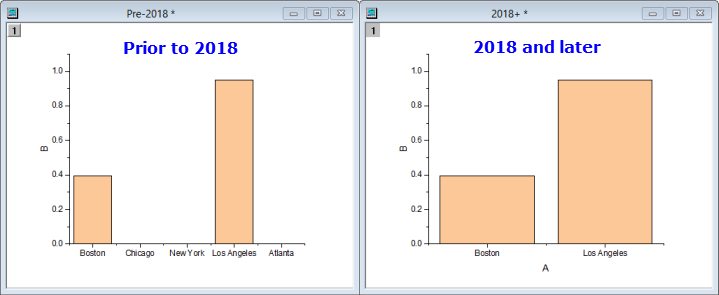 Pre-2018 *
1
Prior to 2018
1.0
0.8
0.6
0.4
0.2
0.0
B
Boston Chicago New York Los Angeles Atlanta
2018+ *
1
2018 and later
1.0
0.8
0.6
0.4
0.2
0.0
B
Boston Los Angeles
A